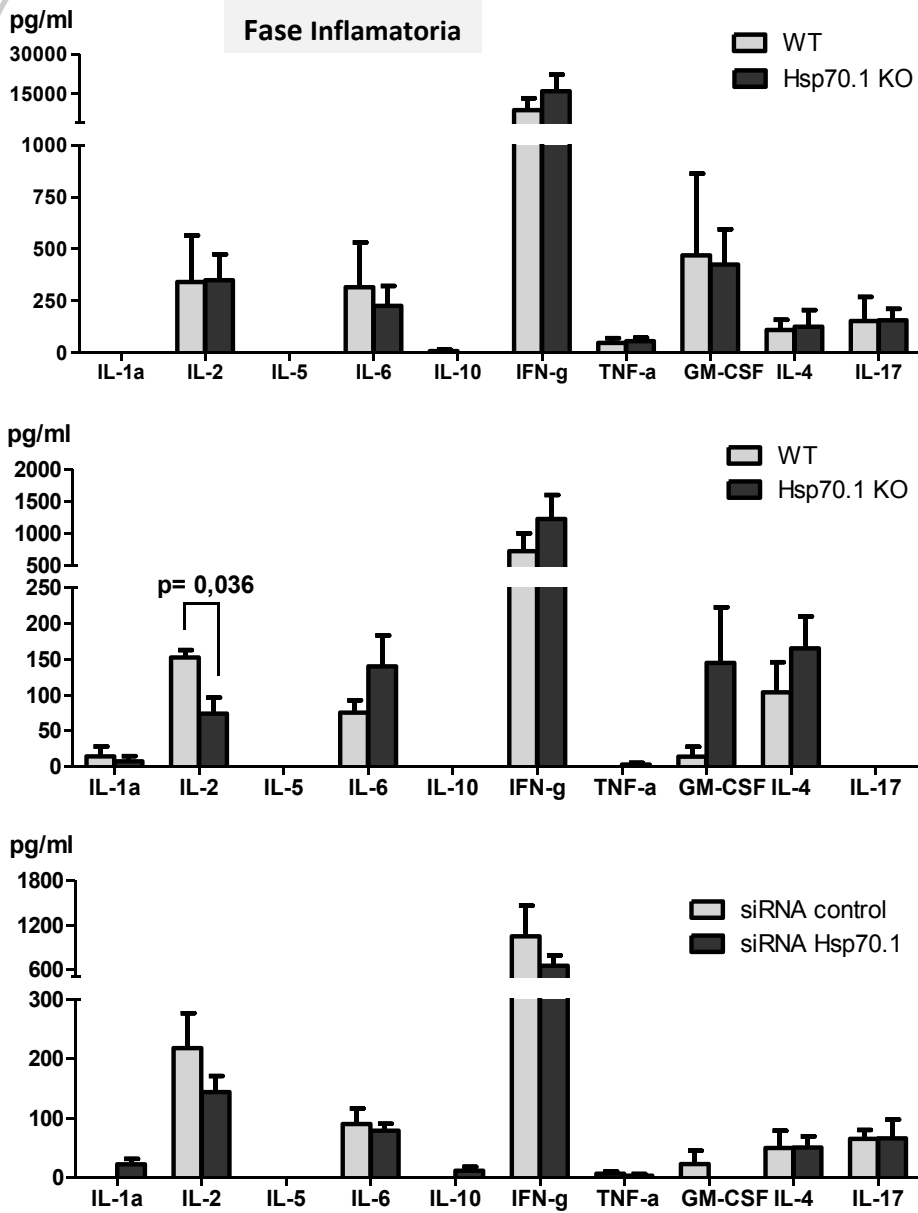 pg/ml
Fase Inflamatoria
WT
Hsp70.1 KO
30000
15000
1000
750
500
250
0
IL-1a IL-2 IL-5 IL-6 IL-10 IFN-g TNF-a GM-CSF IL-4 IL-17
pg/ml
WT
Hsp70.1 KO
2000
1500
1000
500
250
200
150
100
50
0
p= 0,036
IL-1a IL-2 IL-5 IL-6 IL-10 IFN-g TNF-a GM-CSF IL-4 IL-17
pg/ml
siRNA control
siRNA Hsp70.1
1800
1200
600
300
200
100
0
IL-1a IL-2 IL-5 IL-6 IL-10 IFN-g TNF-a GM-CSF IL-4 IL-17